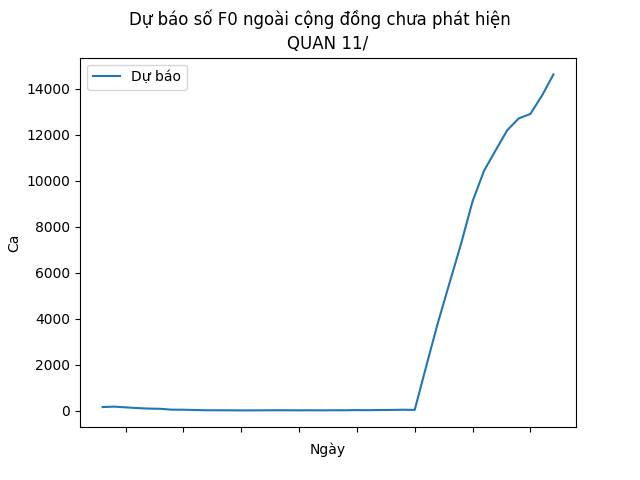 Dự báo số F0 ngoài cộng đồng chưa phát hiện
QUAN 11/
Dự báo
14000
12000
10000
8000
6000
4000
2000
0
Ca
Ngày